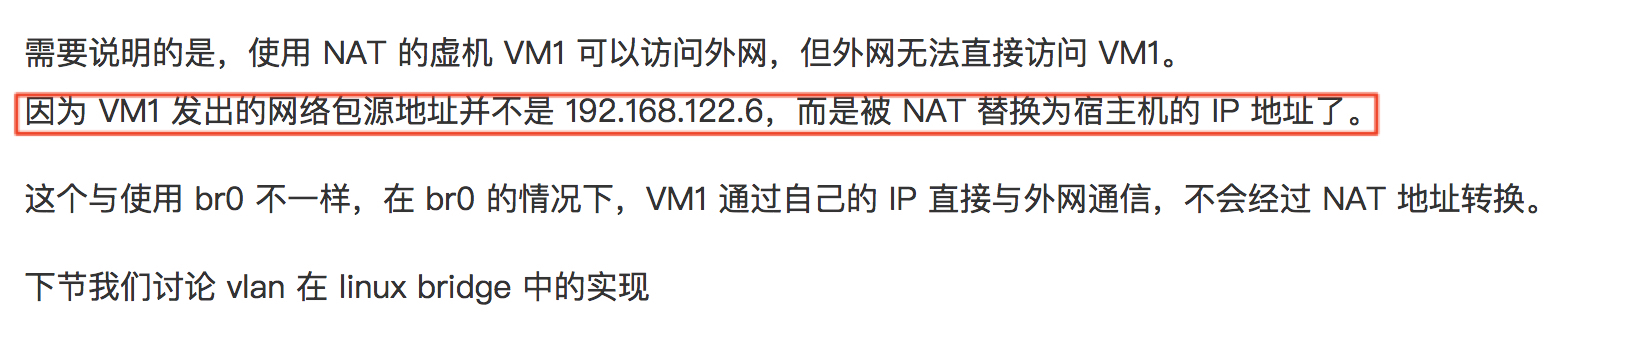 需要说明的是，使用 NAT 的虚机 VM1 可以访问外网，但外网无法直接访问 VM1。
因为 VM1 发出的网络包源地址并不是 192.168.122.6，而是被 NAT 替换为宿主机的 IP 地址了。
这个与使用 br0 不一样，在 br0 的情况下，VM1 通过自己的 IP 直接与外网通信，不会经过 NAT 地址转换。
下节我们讨论 vlan 在 linux bridge 中的实现